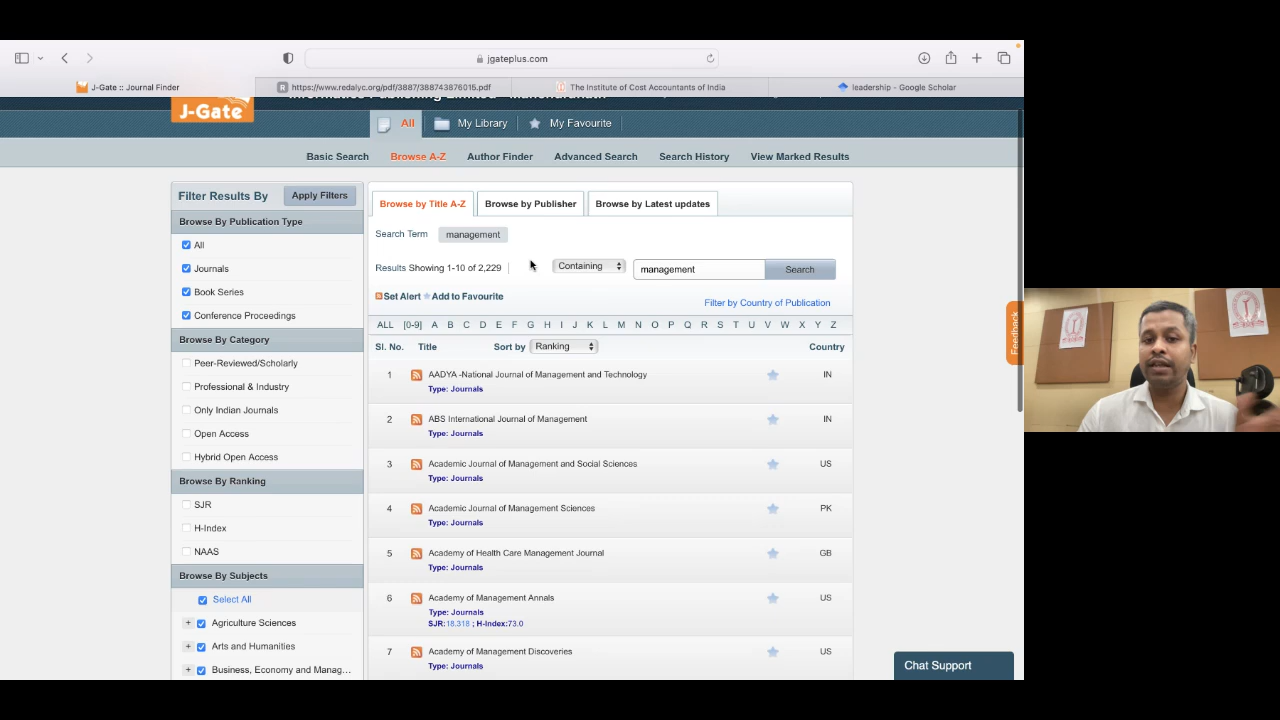 jgateplus.com
J-Gate :: Journal Finder
https://www.redalyc.org/pdf/3887/388743876015.pdf
The Institute of Cost Accountants of India
leadership - Google Scholar
J-Gate
All
My Library
My Favourite
Basic Search
Browse A-Z
Author Finder
Advanced Search
Search History
View Marked Results
Filter Results By
Apply Filters
Browse By Publication Type
All
Journals
Book Series
Conference Proceedings
Browse By Category
Peer-Reviewed/Scholarly
Professional & Industry
Only Indian Journals
Open Access
Hybrid Open Access
Browse By Ranking
SJR
H-Index
NAAS
Browse By Subjects
Select All
Agriculture Sciences
Arts and Humanities
Business, Economy and Manag...
Browse by Title A-Z
Browse by Publisher
Browse by Latest updates
Search Term management
Results Showing 1-10 of 2,229
Containing
management
Search
Set Alert
Add to Favourite
Filter by Country of Publication
ALL [0-9] A B C D E F G H I J K L M N O P Q R S T U V W X Y Z
Sl. No. Title Sort by Ranking Country
1 AADYA -National Journal of Management and Technology IN
Type: Journals
2 ABS International Journal of Management IN
Type: Journals
3 Academic Journal of Management and Social Sciences US
Type: Journals
4 Academic Journal of Management Sciences PK
Type: Journals
5 Academy of Health Care Management Journal GB
Type: Journals
6 Academy of Management Annals US
Type: Journals
SJR:18.318 ; H-Index:73.0
7 Academy of Management Discoveries US
Type: Journals
Feedback
Chat Support